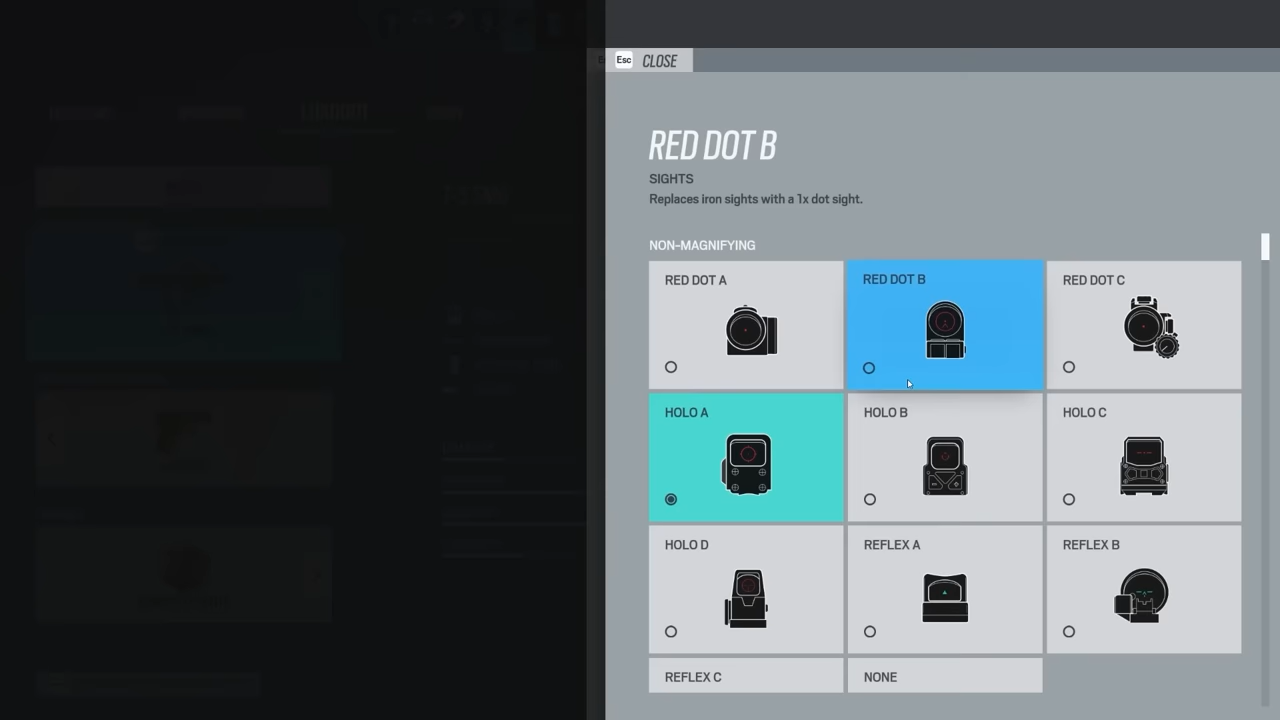 Esc CLOSE
RED DOT B
SIGHTS
Replaces iron sights with a 1x dot sight.
NON-MAGNIFYING
RED DOT A
RED DOT B
RED DOT C
HOLO A
HOLO B
HOLO C
HOLO D
REFLEX A
REFLEX B
REFLEX C
NONE